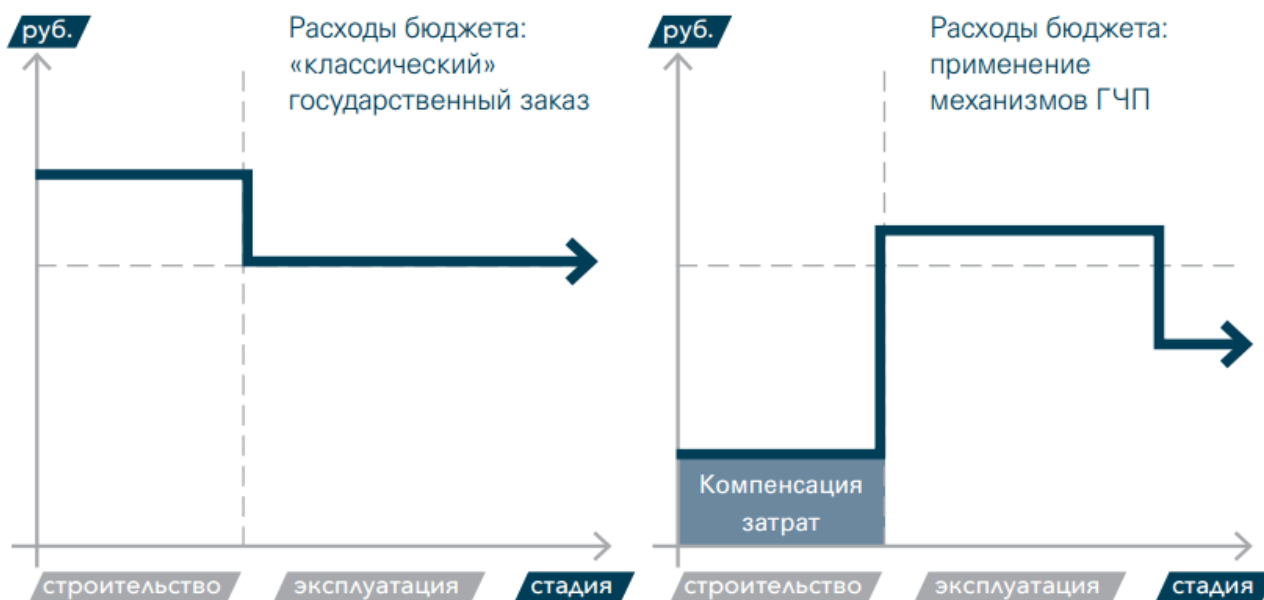 руб.
Расходы бюджета:
«классический»
государственный заказ
строительство
эксплуатация
стадия
руб.
Расходы бюджета:
применение
механизмов ГЧП
Компенсация
затрат
строительство
эксплуатация
стадия